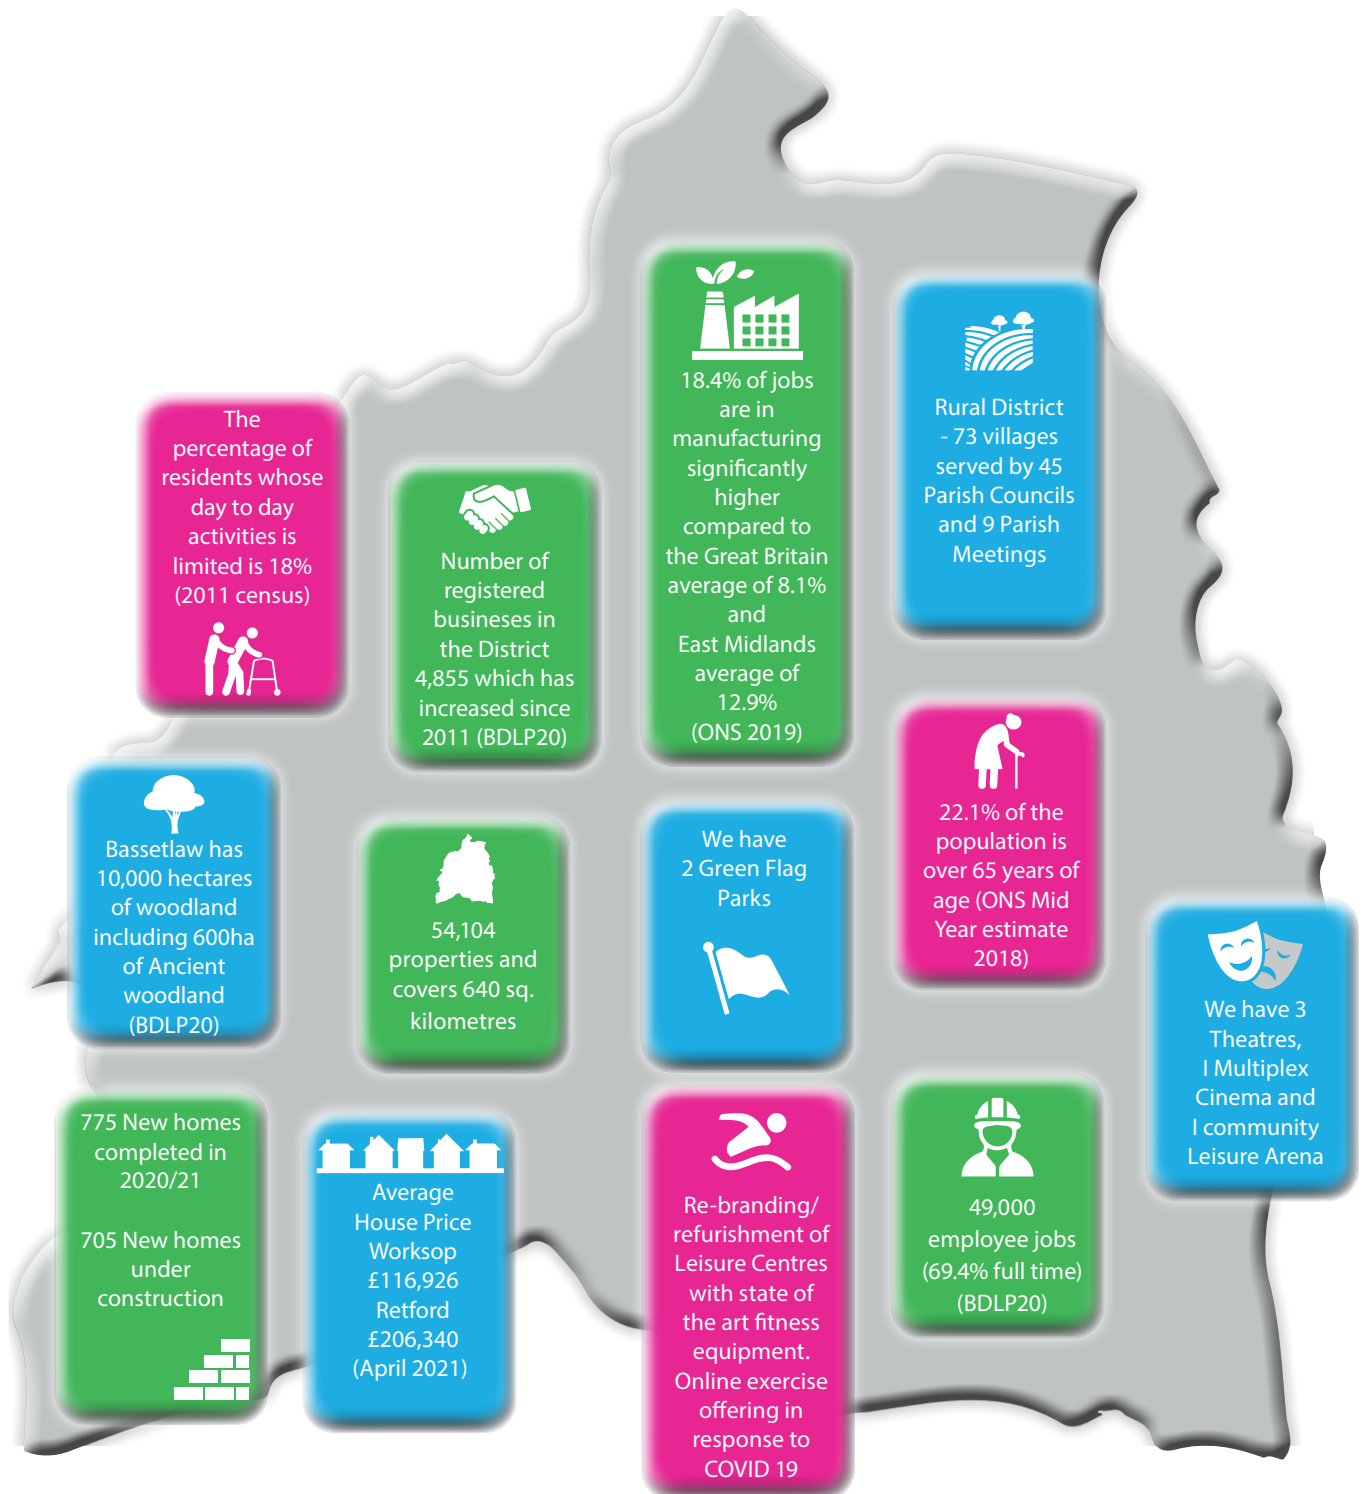 18.4% of jobs
are in
manufacturing
significantly
higher
compared to
the Great Britain
average of 8.1%
and
East Midlands
average of
12.9%
(ONS 2019)
Rural District
- 73 villages
served by 45
Parish Councils
and 9 Parish
Meetings
The
percentage of
residents whose
day to day
activities is
limited is 18%
(2011 census)
Number of
registered
busineses in
the District
4,855 which has
increased since
2011 (BDLP20)
22.1% of the
population is
over 65 years of
age (ONS Mid
Year estimate
2018)
Bassetlaw has
10,000 hectares
of woodland
including 600ha
of Ancient
woodland
(BDLP20)
54,104
properties and
covers 640 sq.
kilometres
We have
2 Green Flag
Parks
We have 3
Theatres,
I Multiplex
Cinema and
I community
Leisure Arena
775 New homes
completed in
2020/21
705 New homes
under
construction
Average
House Price
Worksop
£116,926
Retford
£206,340
(April 2021)
Re-branding/
refurishment of
Leisure Centres
with state of
the art fitness
equipment.
Online exercise
offering in
response to
COVID 19
49,000
employee jobs
(69.4% full time)
(BDLP20)